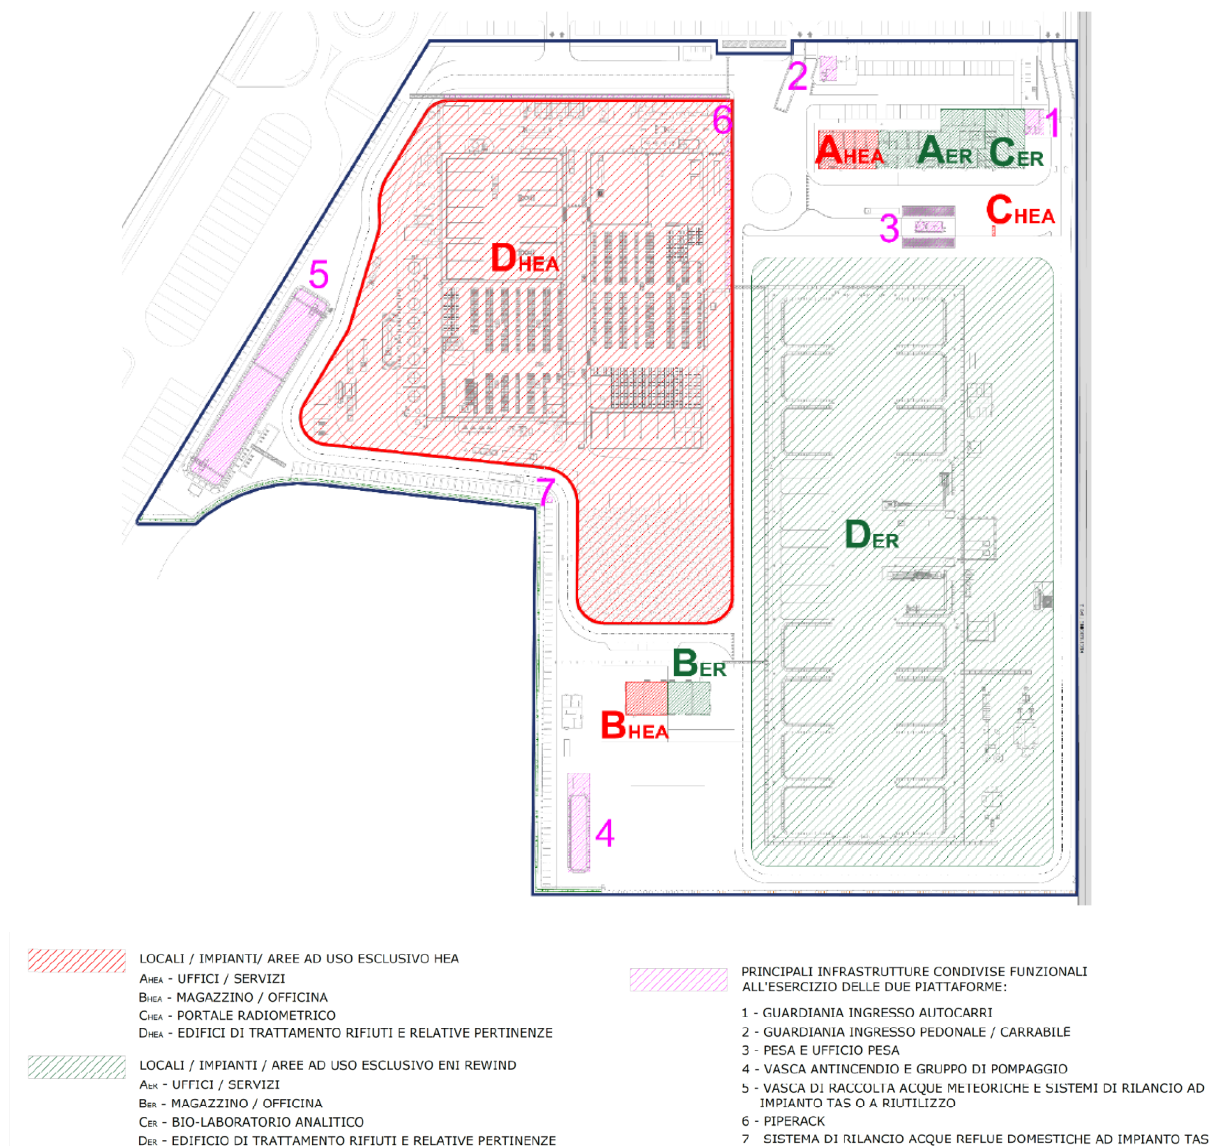 2
6
1
AHEA
AER
CER
CHEA
3
DHEA
5
DER
7
BER
BHEA
4
LOCALI / IMPIANTI/ AREE AD USO ESCLUSIVO HEA
AHEA - UFFICI / SERVIZI
BHEA - MAGAZZINO / OFFICINA
CHEA - PORTALE RADIOMETRICO
DHEA - EDIFICI DI TRATTAMENTO RIFIUTI E RELATIVE PERTINENZE
LOCALI / IMPIANTI / AREE AD USO ESCLUSIVO ENI REWIND
AER - UFFICI / SERVIZI
BER - MAGAZZINO / OFFICINA
CER - BIO-LABORATORIO ANALITICO
DER - EDIFICIO DI TRATTAMENTO RIFIUTI E RELATIVE PERTINENZE
PRINCIPALI INFRASTRUTTURE CONDIVISE FUNZIONALI
ALL'ESERCIZIO DELLE DUE PIATTAFORME:
1 - GUARDIANIA INGRESSO AUTOCARRI
2 - GUARDIANIA INGRESSO PEDONALE / CARRABILE
3 - PESA E UFFICIO PESA
4 - VASCA ANTINCENDIO E GRUPPO DI POMPAGGIO
5 - VASCA DI RACCOLTA ACQUE METEORICHE E SISTEMI DI RILANCIO AD
IMPIANTO TAS O A RIUTILIZZO
6 - PIPERACK
7 SISTEMA DI RILANCIO ACQUE REFLUE DOMESTICHE AD IMPIANTO TAS